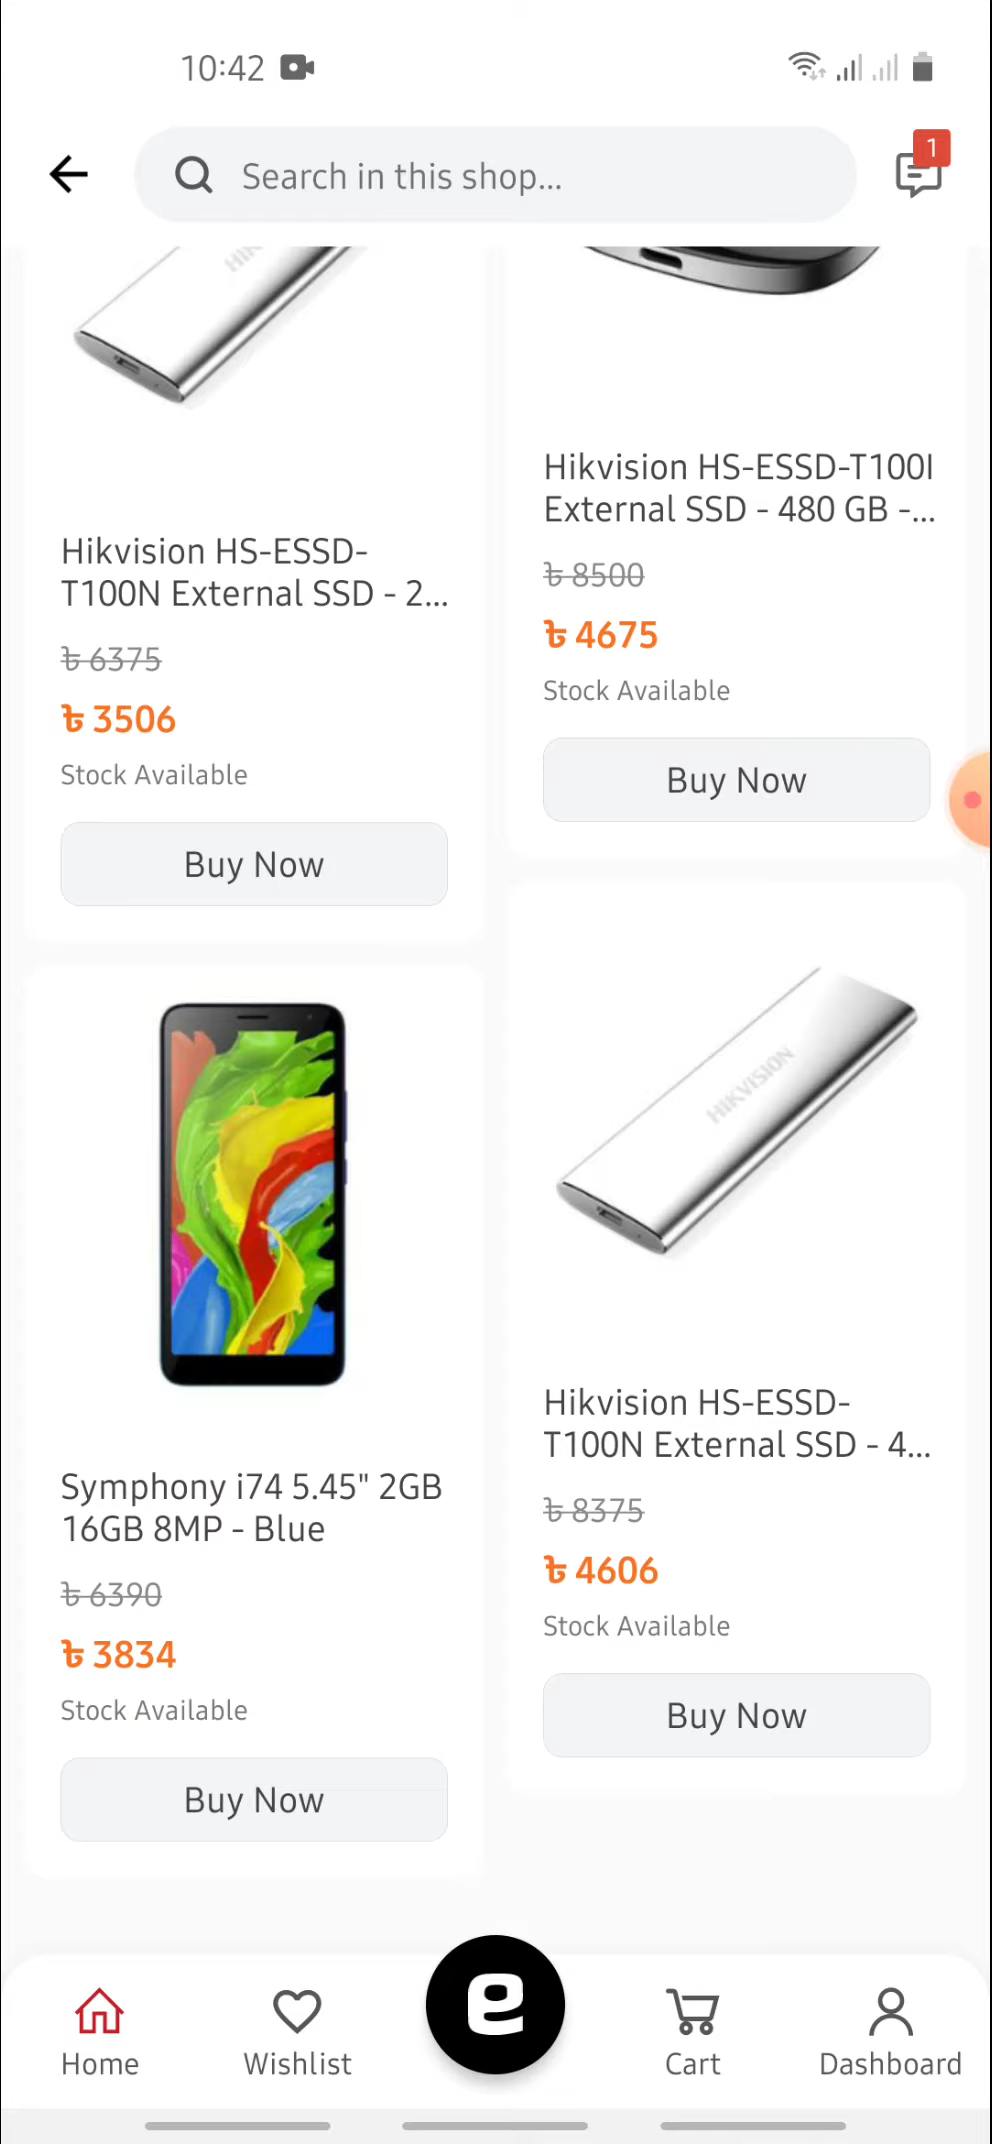 10:42
Search in this shop...
1
HIK
Hikvision HS-ESSD-
T100N External SSD - 2...
৳ 6375
৳ 3506
Stock Available
Buy Now
Hikvision HS-ESSD-T100I
External SSD - 480 GB -...
৳ 8500
৳ 4675
Stock Available
Buy Now
Symphony i74 5.45" 2GB
16GB 8MP - Blue
৳ 6390
৳ 3834
Stock Available
Buy Now
HIKVISION
Hikvision HS-ESSD-
T100N External SSD - 4...
৳ 8375
৳ 4606
Stock Available
Buy Now
Home
Wishlist
e
Cart
Dashboard